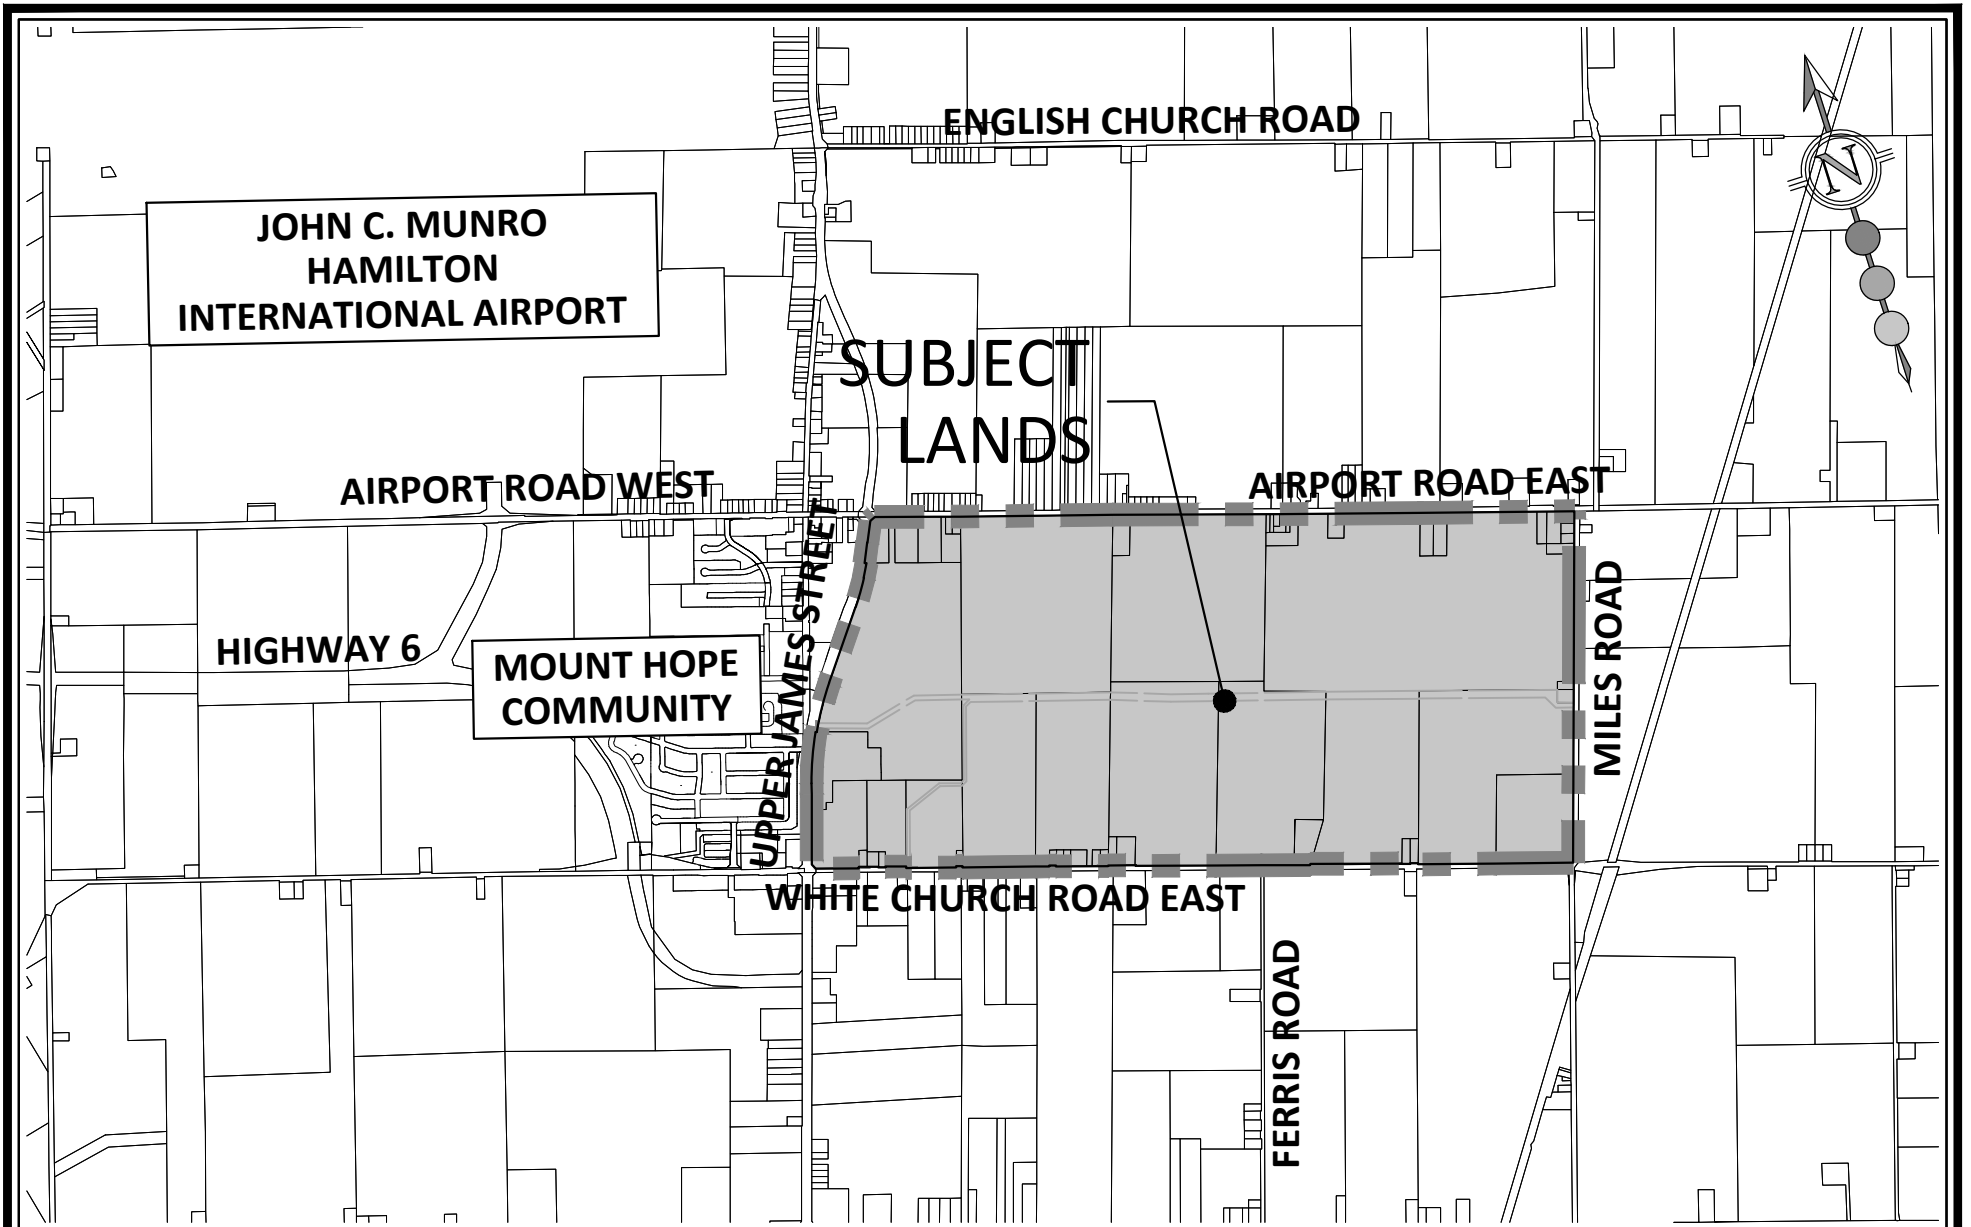 ENGLISH CHURCH ROAD
N
JOHN C. MUNRO
HAMILTON
INTERNATIONAL AIRPORT
SUBJECT
LANDS
AIRPORT ROAD WEST
AIRPORT ROAD EAST
UPPER JAMES STREET
MILES ROAD
HIGHWAY 6
MOUNT HOPE
COMMUNITY
WHITE CHURCH ROAD EAST
FERRIS ROAD